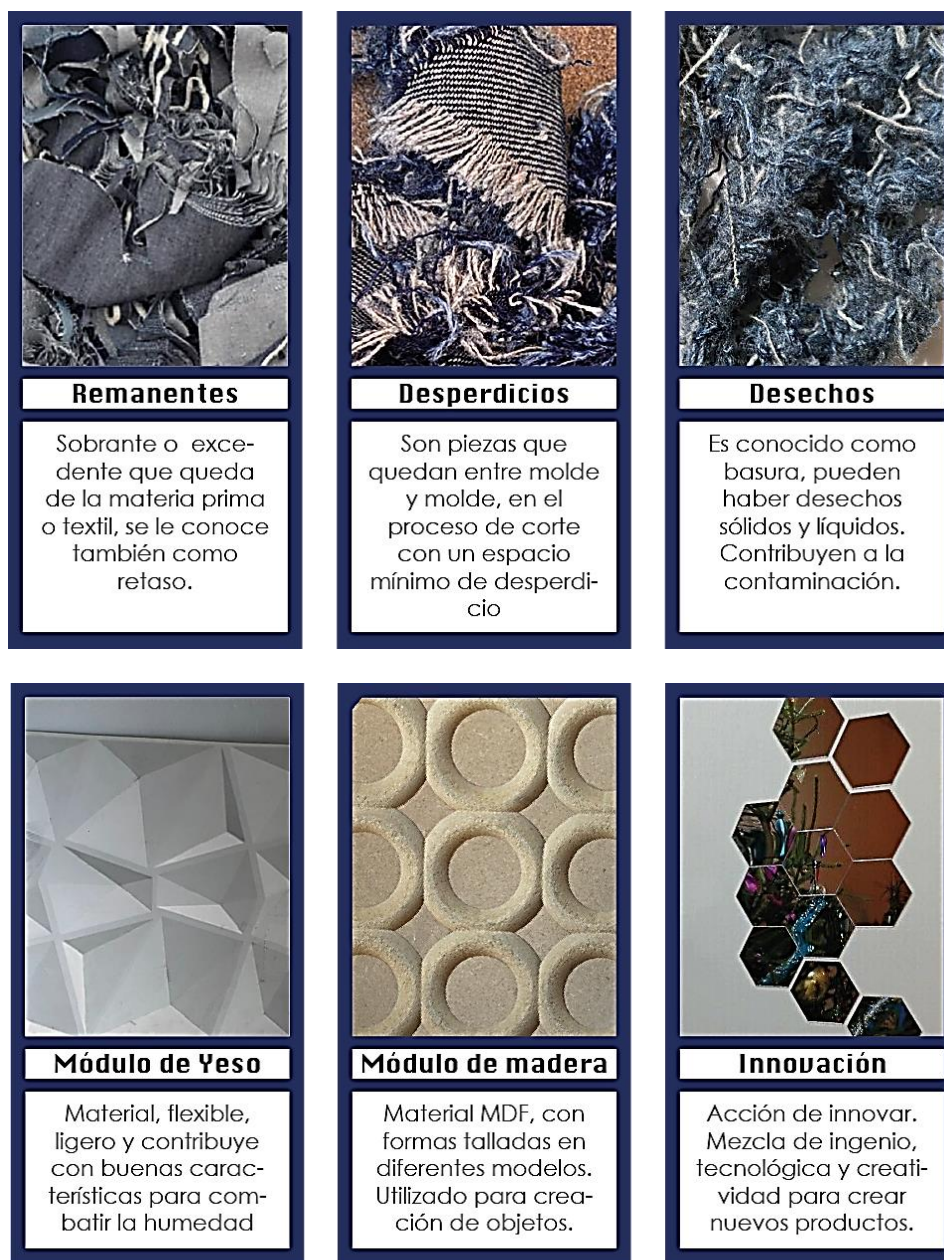 Remanentes
Sobrante o exce-
dente que queda
de la materia prima
o textil, se le conoce
también como
retaso.
Desperdicios
Son piezas que
quedan entre molde
y molde, en el
proceso de corte
con un espacio
mínimo de desperdi-
cio
Desechos
Es conocido como
basura, pueden
haber desechos
sólidos y líquidos.
Contribuyen a la
contaminación.
Módulo de Yeso
Material, flexible,
ligero y contribuye
con buenas carac-
terísticas para com-
batir la humedad
Módulo de madera
Material MDF, con
formas talladas en
diferentes modelos.
Utilizado para crea-
ción de objetos.
Innovación
Acción de innovar.
Mezcla de ingenio,
tecnológica y creati-
vidad para crear
nuevos productos.